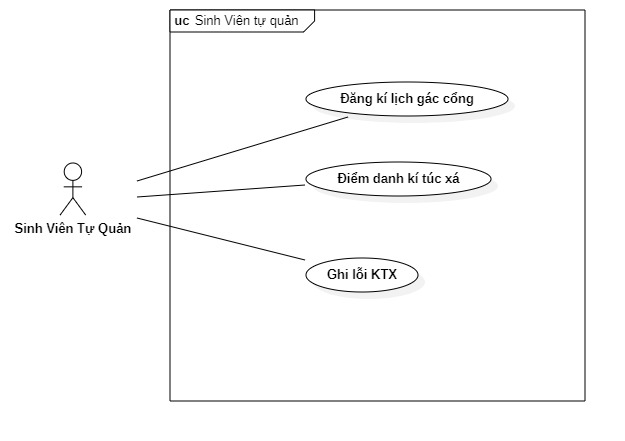 uc Sinh Viên tự quản
Đăng kí lịch gác cổng
Điểm danh kí túc xá
Sinh Viên Tự Quản
Ghi lỗi KTX